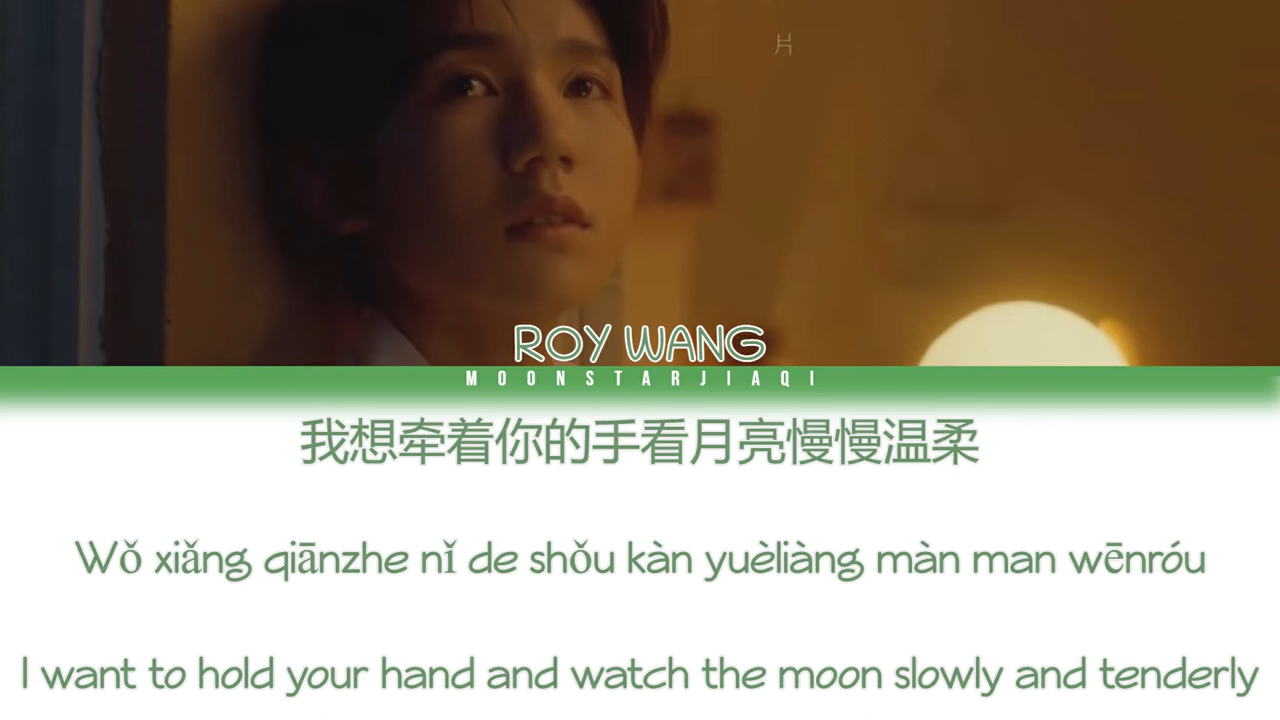 片
ROY WANG
MOONSTARJIAQI
我想牵着你的手看月亮慢慢温柔
Wǒ xiǎng qiānzhe nǐ de shǒu kàn yuèliàng màn man wēnróu
I want to hold your hand and watch the moon slowly and tenderly